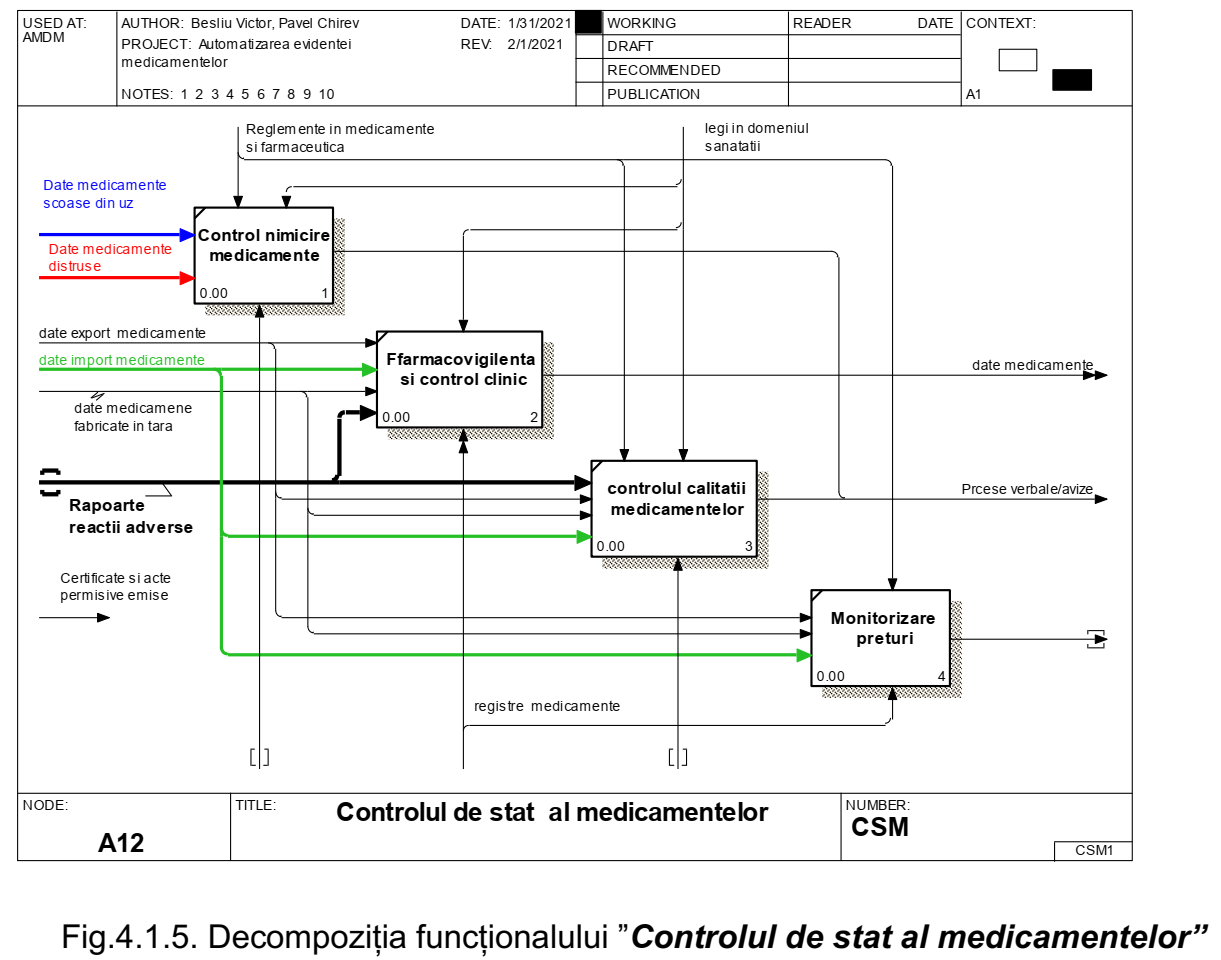 USED AT:
AMDM
AUTHOR: Besliu Victor, Pavel Chirev
DATE: 1/31/2021
PROJECT: Automatizarea evidentei
medicamentelor
REV: 2/1/2021
NOTES: 1 2 3 4 5 6 7 8 9 10
WORKING
DRAFT
RECOMMENDED
PUBLICATION
READER DATE
CONTEXT:
A1
Reglemente in medicamente
si farmaceutica
legi in domeniul
sanatatii
Date medicamente
scoase din uz
Date medicamente
distruse
Control nimicire
medicamente
0.00 1
date export medicamente
date import medicamente
date medicamene
fabricate in tara
Ffarmacovigilenta
si control clinic
0.00 2
date medicamente
Rapoarte
reactii adverse
controlul calitatii
medicamentelor
0.00 3
Prcese verbale/avize
Certificate si acte
permisive emise
Monitorizare
preturi
0.00 4
registre medicamente
NODE:
A12
TITLE:
Controlul de stat al medicamentelor
NUMBER:
CSM
CSM1
Fig.4.1.5. Decompoziția funcționalului ”Controlul de stat al medicamentelor”